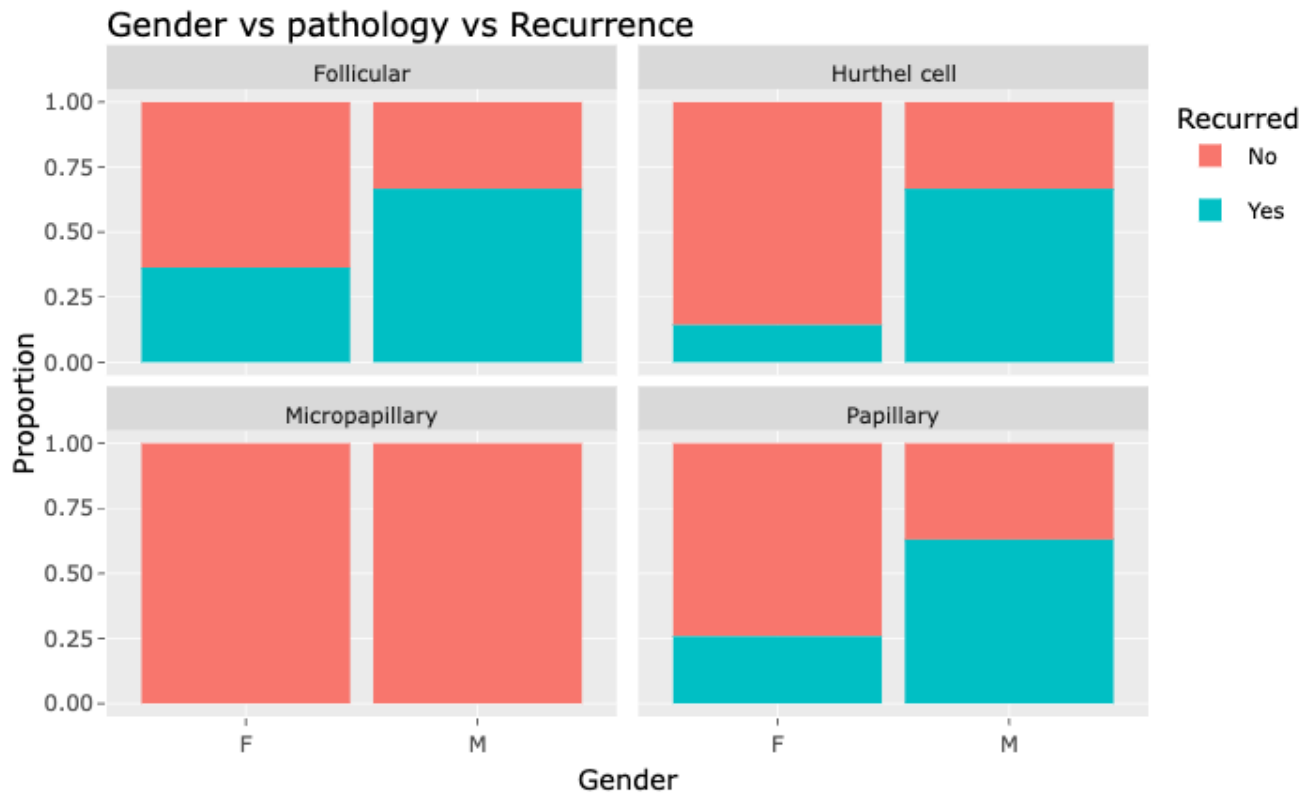 Gender vs pathology vs Recurrence
Follicular
Hurthel cell
1.00
0.75
0.50
0.25
0.00
Recurred
No
Yes
Proportion
Micropapillary
Papillary
1.00
0.75
0.50
0.25
0.00
F
M
F
M
Gender